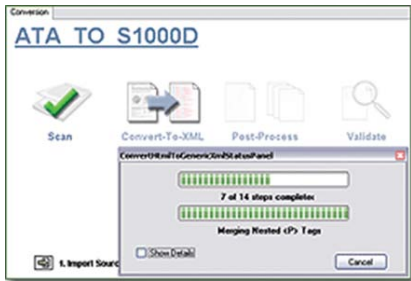 Conversion
ATA TO S1000D
Scan
Convert-To-XML
Post-Process
Validate
ConvertHtmlToGenericXmlStatusPanel
7 of 14 steps completed
Merging Nested <P> Tags
Show Details
Cancel
1. Import Sourc